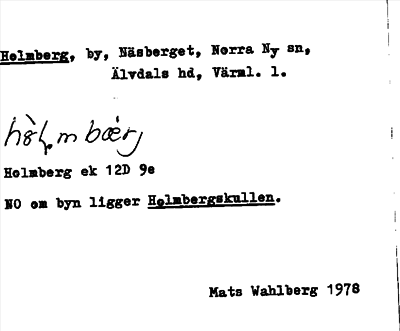 Holmberg, by, Näsberget, Norra Ny sn,
Älvdals hd, Värml. l.
Holmberg ek 12D 9e
NO om byn ligger Holmbergskullen.
Mats Wahlberg 1978